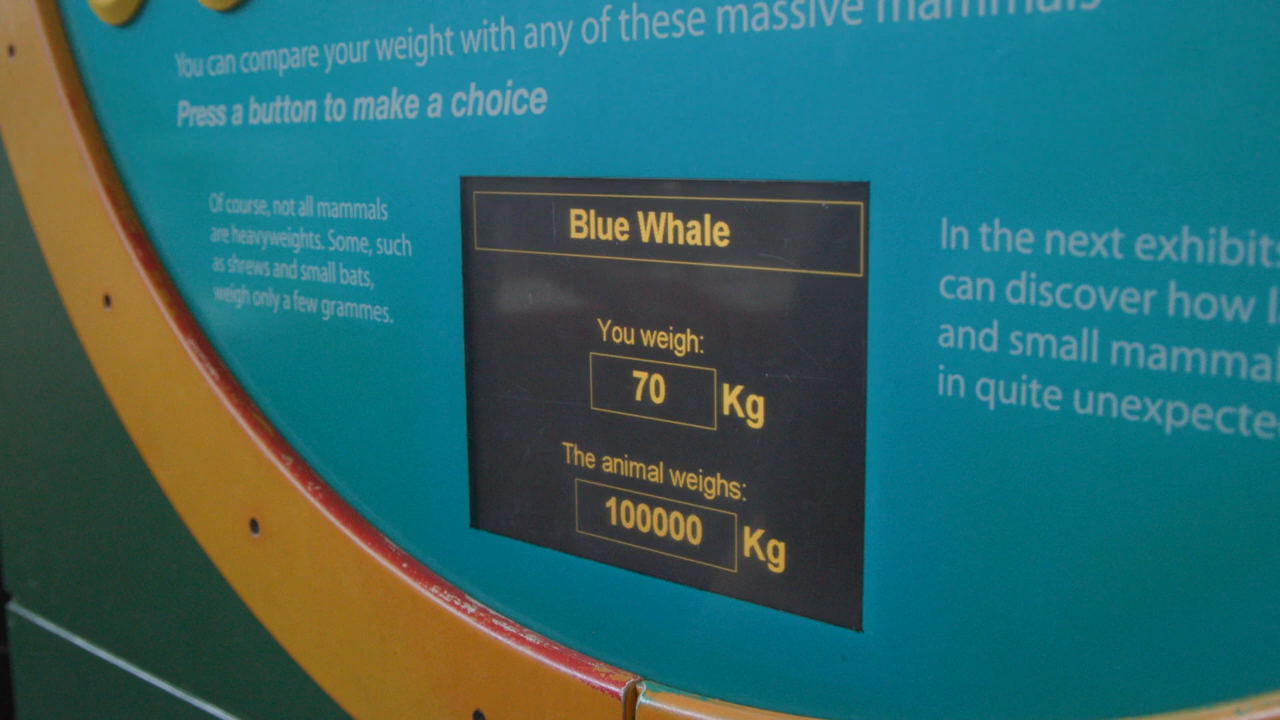 You can compare your weight with any of these massive mammals
Press a button to make a choice
Of course, not all mammals
are heavyweights. Some, such
as shrews and small bats,
weigh only a few grammes.
Blue Whale
You weigh:
70 Kg
The animal weighs:
100000 Kg
In the next exhibits
can discover how
and small
in quite